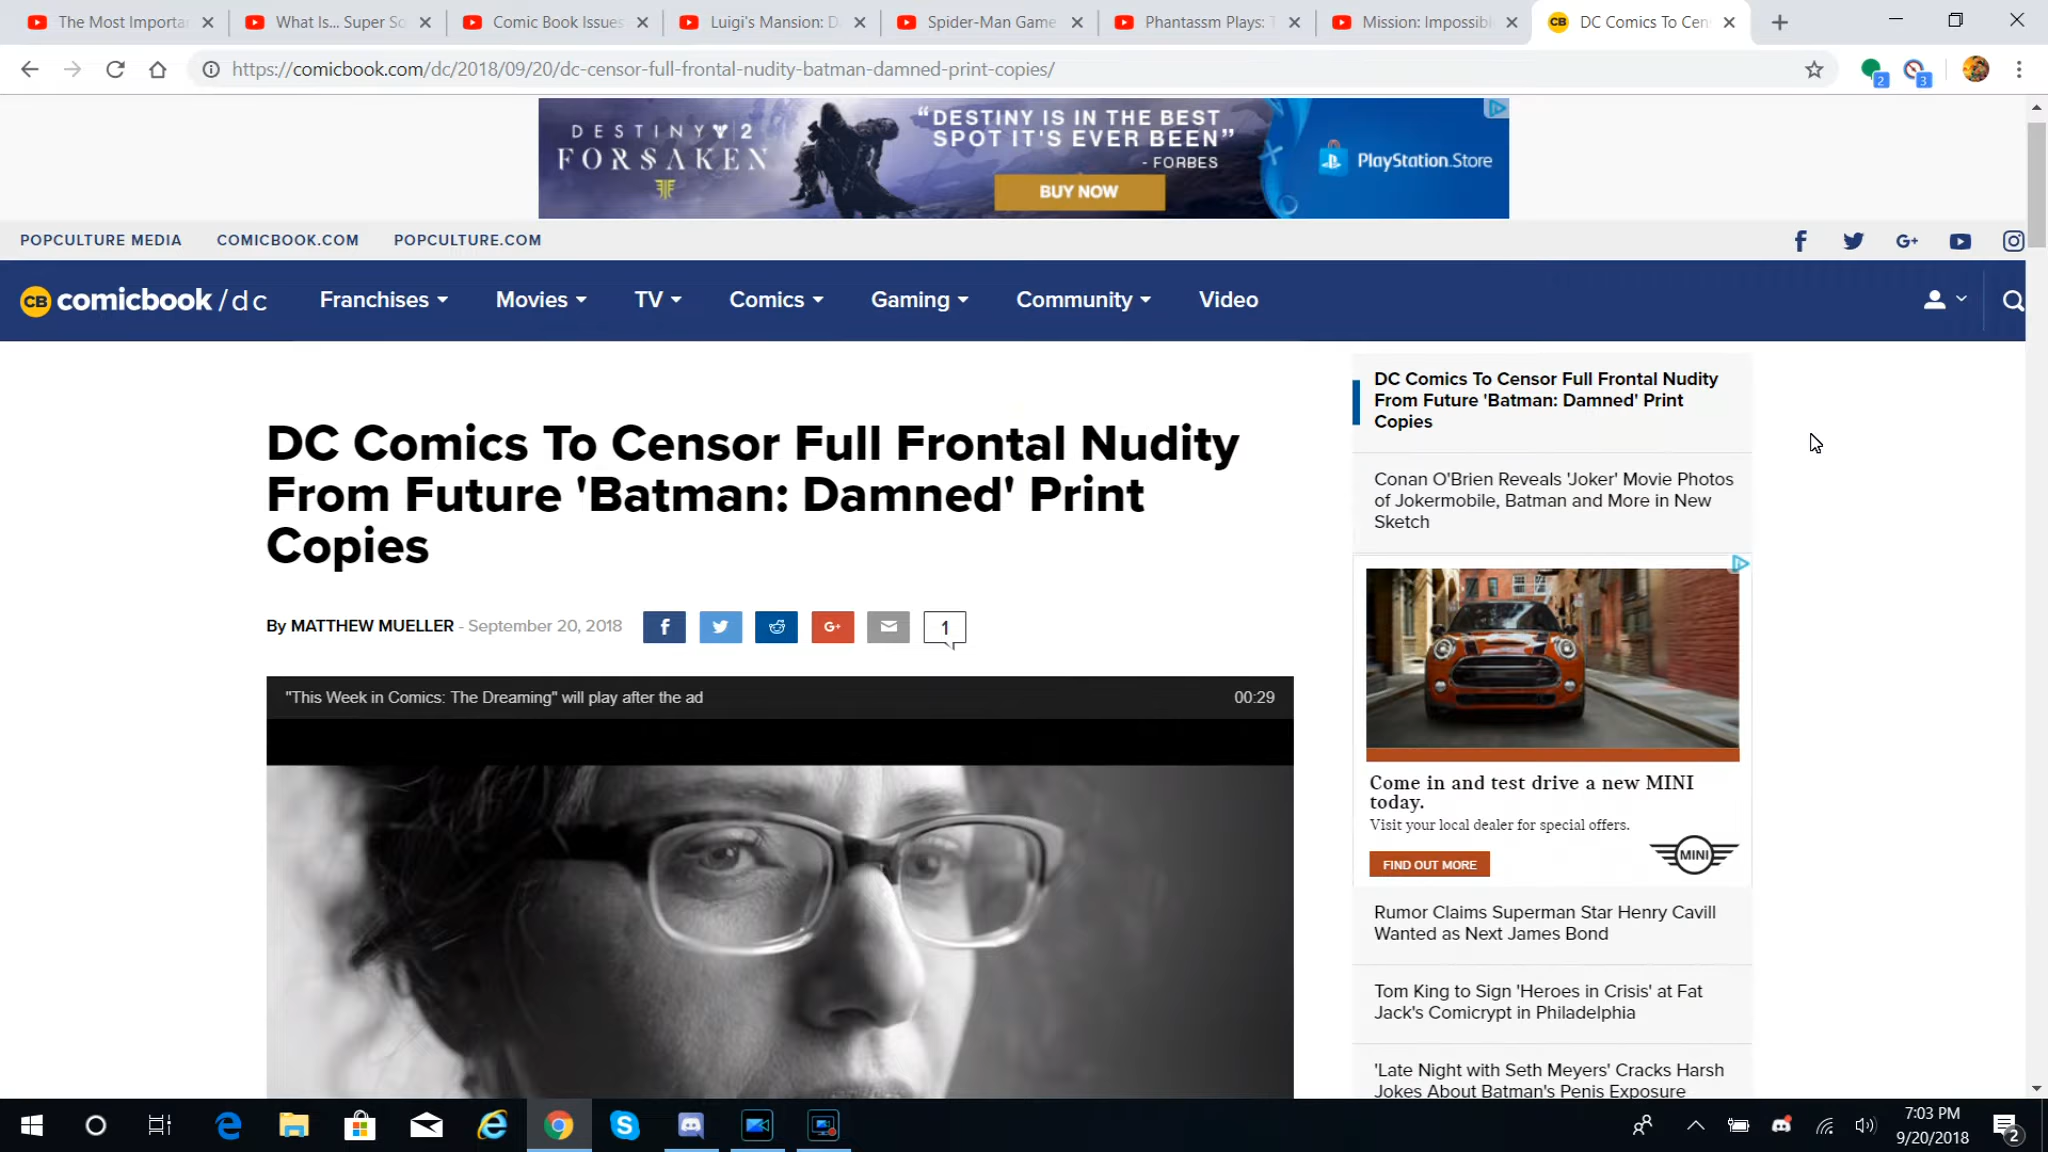 The Most Importa
What Is... Super So
Comic Book Issues
Luigi's Mansion: D
Spider-Man Game
Phantassm Plays: T
Mission: Impossibl
CB DC Comics To Cen
https://comicbook.com/dc/2018/09/20/dc-censor-full-frontal-nudity-batman-damned-print-copies/
2
3
DESTINY 2
FORSAKEN
“DESTINY IS IN THE BEST
SPOT IT'S EVER BEEN”
- FORBES
BUY NOW
PlayStation.Store
POPCULTURE MEDIA COMICBOOK.COM POPCULTURE.COM
G+
CB comicbook/dc
Franchises Movies TV Comics Gaming Community Video
DC Comics To Censor Full Frontal Nudity
From Future 'Batman: Damned' Print
Copies
By MATTHEW MUELLER - September 20, 2018
G+
1
"This Week in Comics: The Dreaming" will play after the ad 00:29
DC Comics To Censor Full Frontal Nudity
From Future 'Batman: Damned' Print
Copies
Conan O'Brien Reveals 'Joker' Movie Photos
of Jokermobile, Batman and More in New
Sketch
Come in and test drive a new MINI
today.
Visit your local dealer for special offers.
FIND OUT MORE
MINI
Rumor Claims Superman Star Henry Cavill
Wanted as Next James Bond
Tom King to Sign 'Heroes in Crisis' at Fat
Jack's Comicrypt in Philadelphia
'Late Night with Seth Meyers' Cracks Harsh
Jokes About Batman's Penis Exposure
7:03 PM
9/20/2018
2